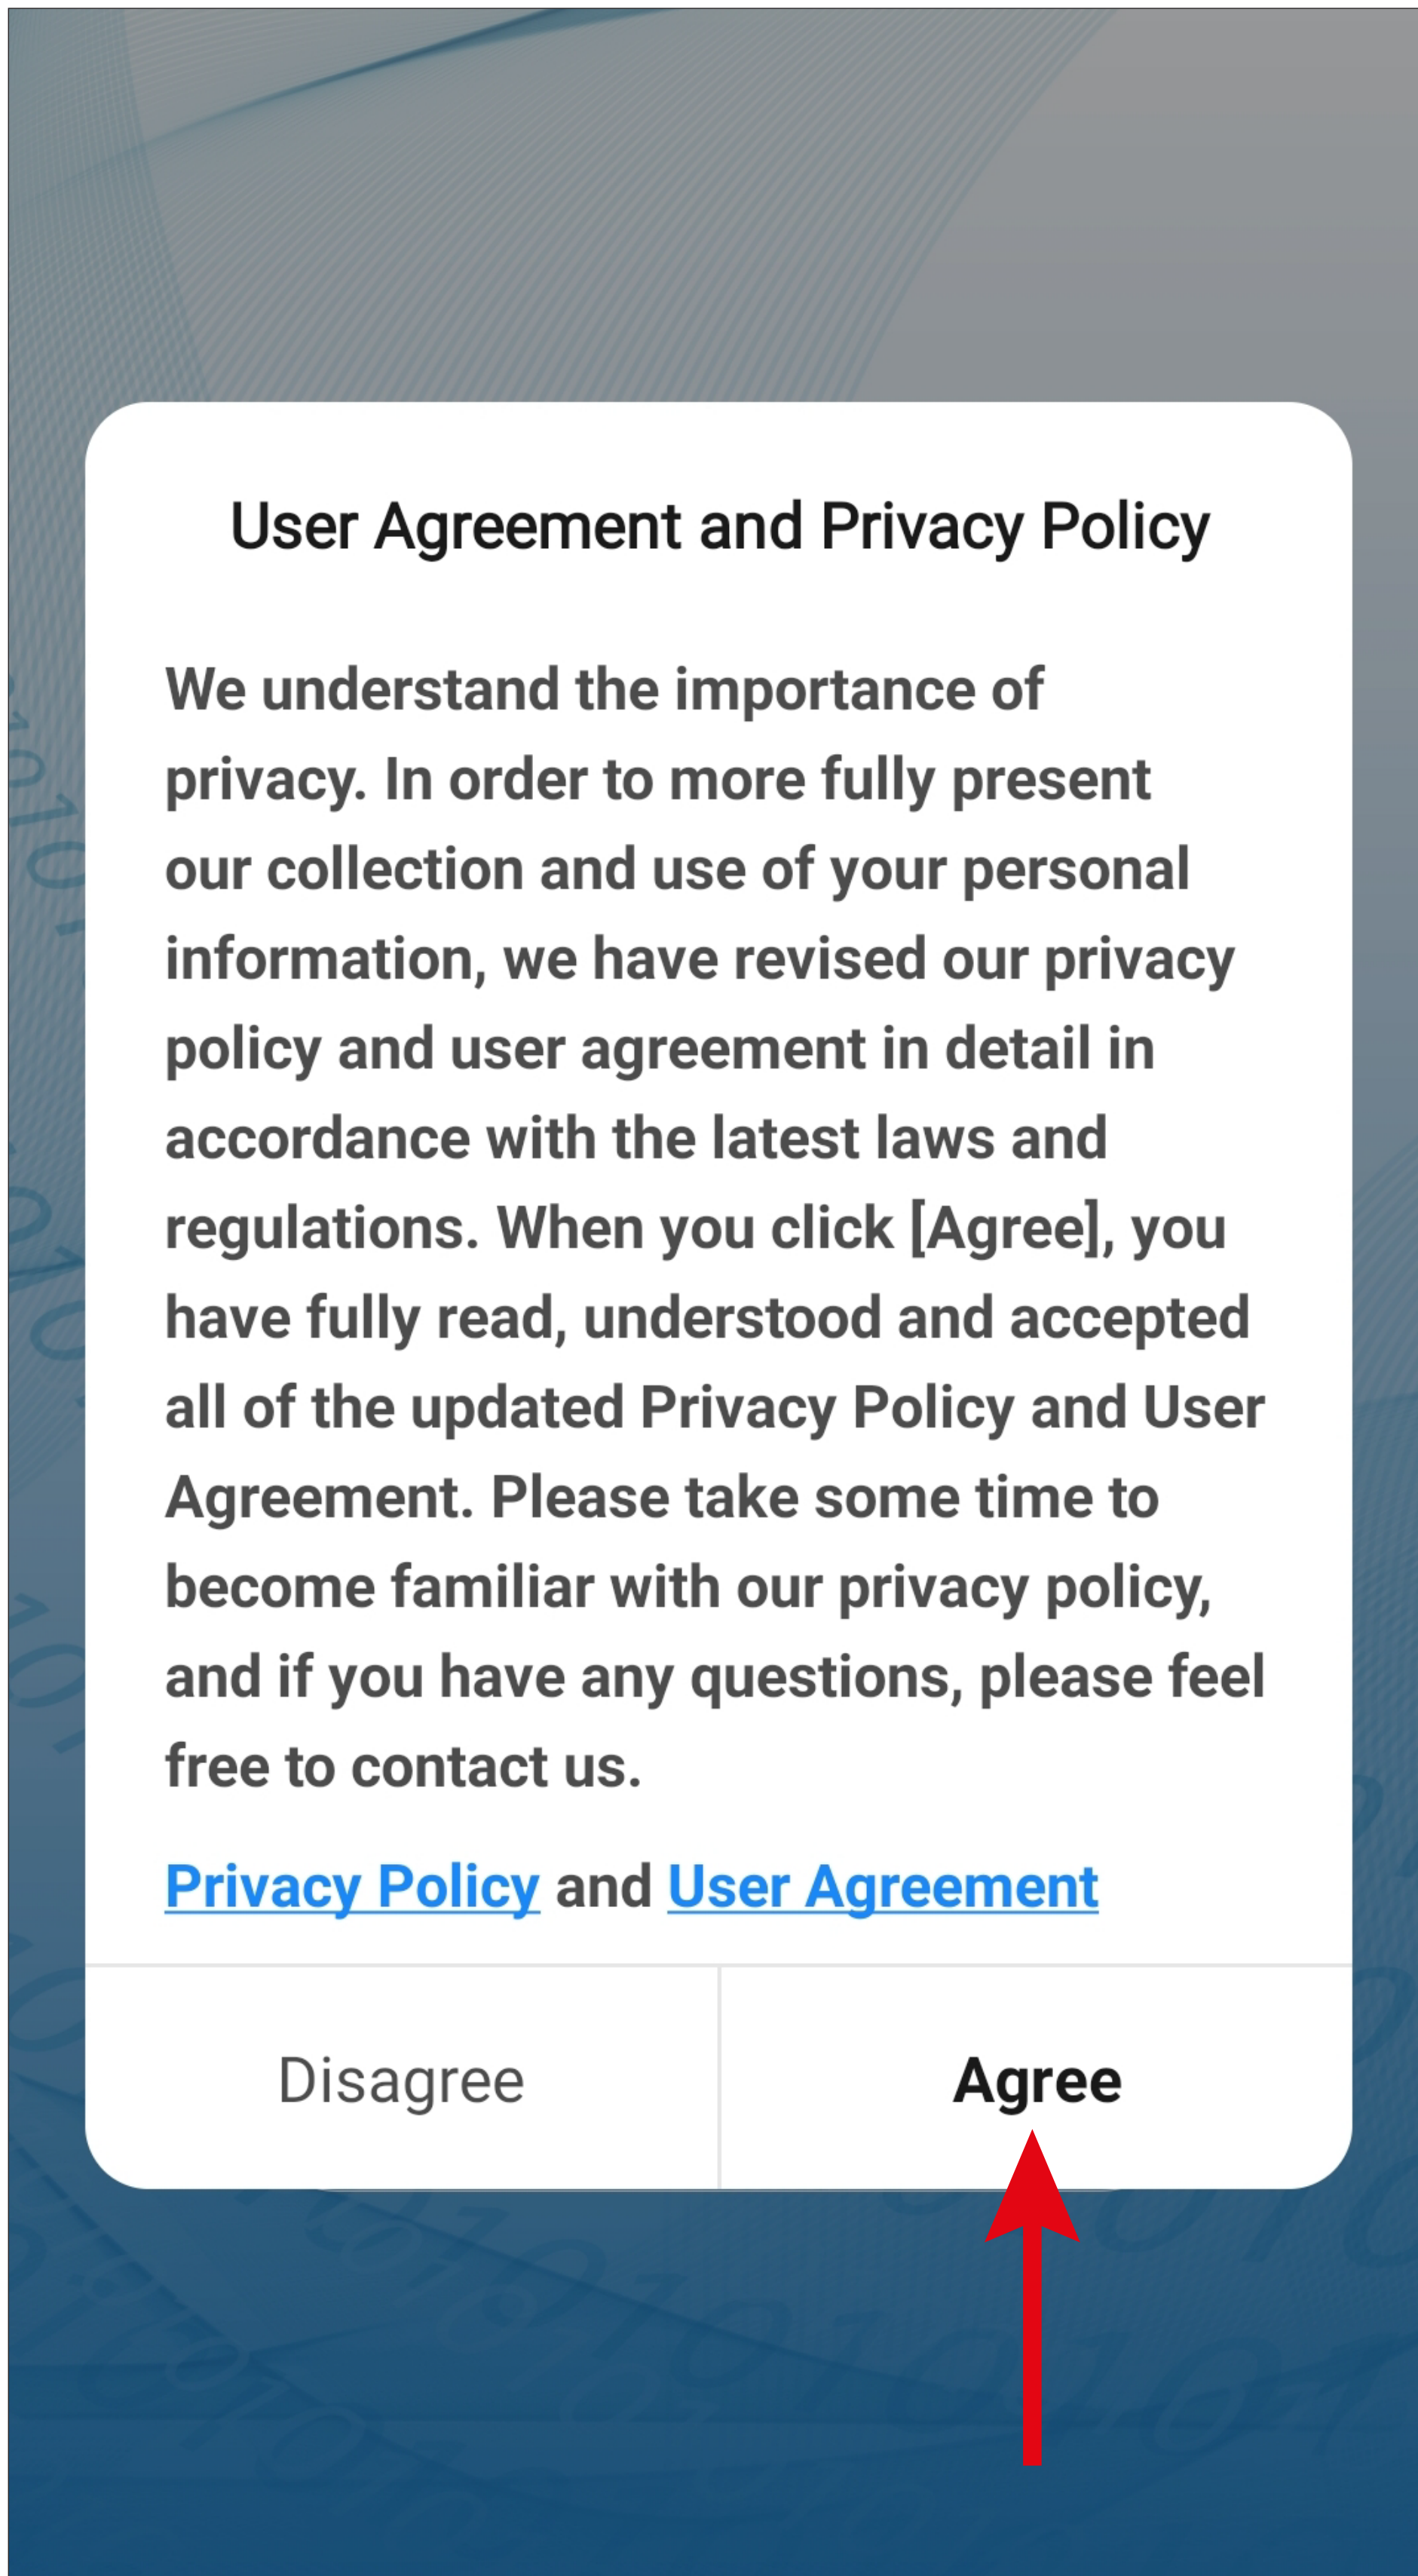 User Agreement and Privacy Policy
We understand the importance of
privacy. In order to more fully present
our collection and use of your personal
information, we have revised our privacy
policy and user agreement in detail in
accordance with the latest laws and
regulations. When you click [Agree], you
have fully read, understood and accepted
all of the updated Privacy Policy and User
Agreement. Please take some time to
become familiar with our privacy policy,
and if you have any questions, please feel
free to contact us.
Privacy Policy and User Agreement
Disagree
Agree